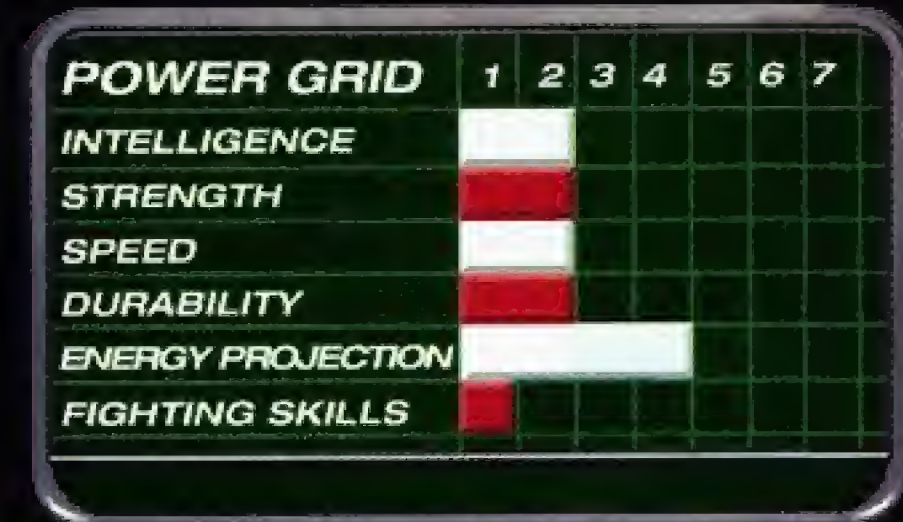 POWER GRID 1 2 3 4 5 6 7
INTELLIGENCE
STRENGTH
SPEED
DURABILITY
ENERGY PROJECTION
FIGHTING SKILLS